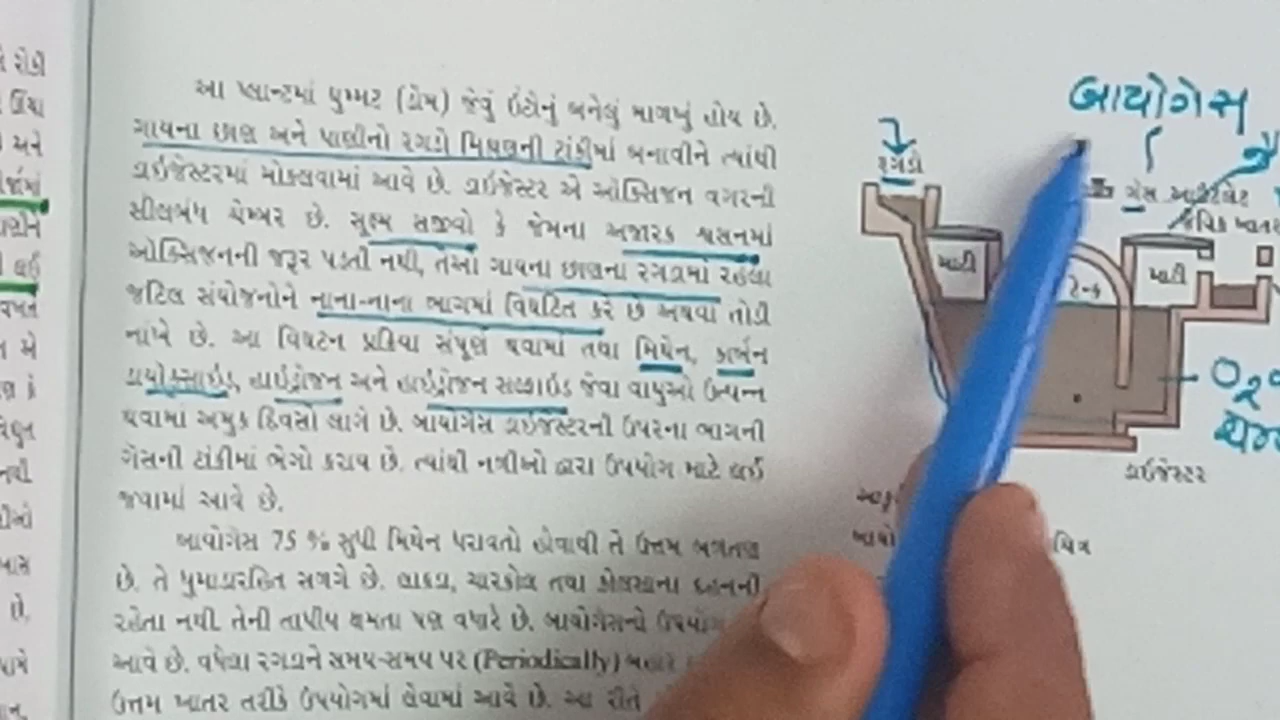 આ પ્લાન્ટમાં ઘુમ્મટ (ડોમ) જેવું ઈંટોનું બનેલું માળખું હોય છે.
ગાયના છાણ અને પાણીનો રગડો મિશ્રણની ટાંકીમાં બનાવીને ત્યાંથી
ડાઇજેસ્ટરમાં મોકલવામાં આવે છે. ડાઇજેસ્ટર એ ઑક્સિજન વગરની
સીલબંધ ચેમ્બર છે. સૂક્ષ્મ સજીવો કે જેમના અજારક શ્વસનમાં
ઓક્સિજનની જરૂર પડતી નથી, તેઓ ગાયના છાણના રગડામાં રહેલા
જટિલ સંયોજનોને નાના-નાના ભાગમાં વિઘટિત કરે છે અથવા તોડી
નાંખે છે. આ વિઘટન પ્રક્રિયા સંપૂર્ણ થવામાં તથા મિથેન, કાર્બન
ડાયૉક્સાઇડ, હાઇડ્રોજન અને હાઇડ્રોજન સલ્ફાઇડ જેવા વાયુઓ ઉત્પન્ન
થવામાં અમુક દિવસો લાગે છે. બાયોગૅસ ડાઇજેસ્ટરની ઉપરના ભાગની
ગૅસની ટાંકીમાં ભેગો કરાય છે. ત્યાંથી નળીઓ દ્વારા ઉપયોગ માટે લઈ
જવામાં આવે છે.
બાયોગૅસ 75 % સુધી મિથેન ધરાવતો હોવાથી તે ઉત્તમ બળતણ
છે. તે ધુમાડારહિત સળગે છે. લાકડા, ચારકોલ તથા કોલસાના દહનની
રહેતા નથી. તેની તાપીય ક્ષમતા પણ વધારે છે. બાયોગૅસનો
આવે છે. વધેલા રગડાને સમય-સમય પર (Periodically) બહાર
ઉત્તમ ખાતર તરીકે ઉપયોગમાં લેવામાં આવે છે. આ રીતે
બાયોગેસ
રગડો
ગૅસ આઉટલેટ
જૈવિક ખાતર
માટી
માટી
O₂
ડાઇજેસ્ટર
ચિત્ર